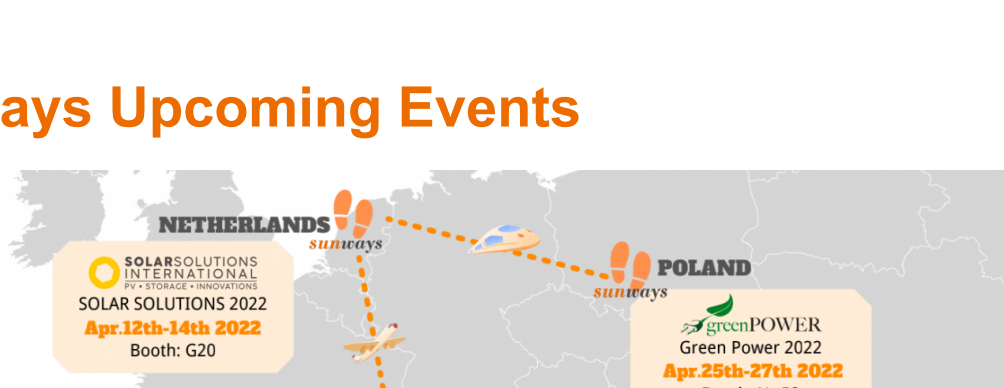 ays Upcoming Events
NETHERLANDS
sunways
SOLARSOLUTIONS
INTERNATIONAL
PV • STORAGE • INNOVATIONS
SOLAR SOLUTIONS 2022
Apr.12th-14th 2022
Booth: G20
POLAND
sunways
greenPOWER
Green Power 2022
Apr.25th-27th 2022